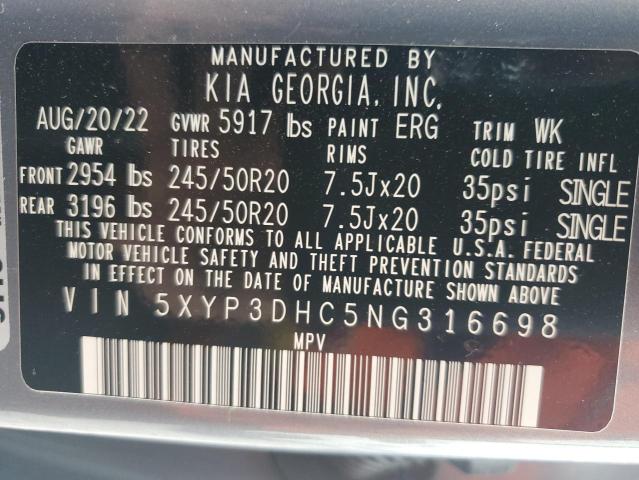 MANUFACTURED BY
KIA GEORGIA, INC.
AUG/20/22 GVWR 5917 lbs PAINT ERG TRIM WK
GAWR TIRES RIMS COLD TIRE INFL
FRONT 2954 lbs 245/50R20 7.5Jx20 35psi SINGLE
REAR 3196 lbs 245/50R20 7.5Jx20 35psi SINGLE
THIS VEHICLE CONFORMS TO ALL APPLICABLE U.S.A. FEDERAL
MOTOR VEHICLE SAFETY AND THEFT PREVENTION STANDARDS
IN EFFECT ON THE DATE OF MANUFACTURE SHOWN ABOVE
VIN 5XYP3DHC5NG316698
MPV